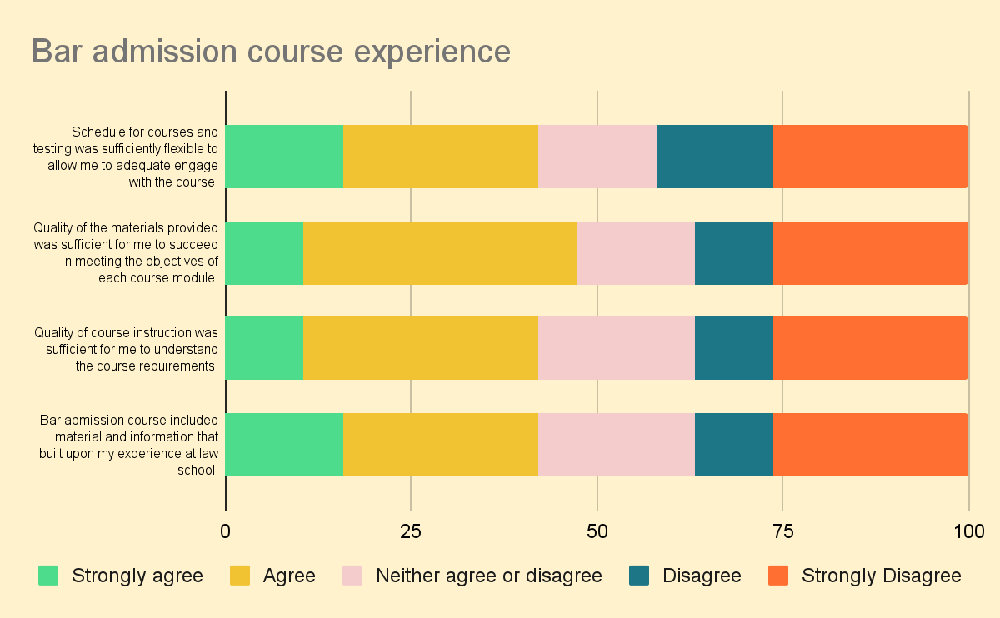 Bar admission course experience
Schedule for courses and
testing was sufficiently flexible to
allow me to adequate engage
with the course.
Quality of the materials provided
was sufficient for me to succeed
in meeting the objectives of
each course module.
Quality of course instruction was
sufficient for me to understand
the course requirements.
Bar admission course included
material and information that
built upon my experience at law
school.
0 25 50 75 100
Strongly agree Agree Neither agree or disagree Disagree Strongly Disagree